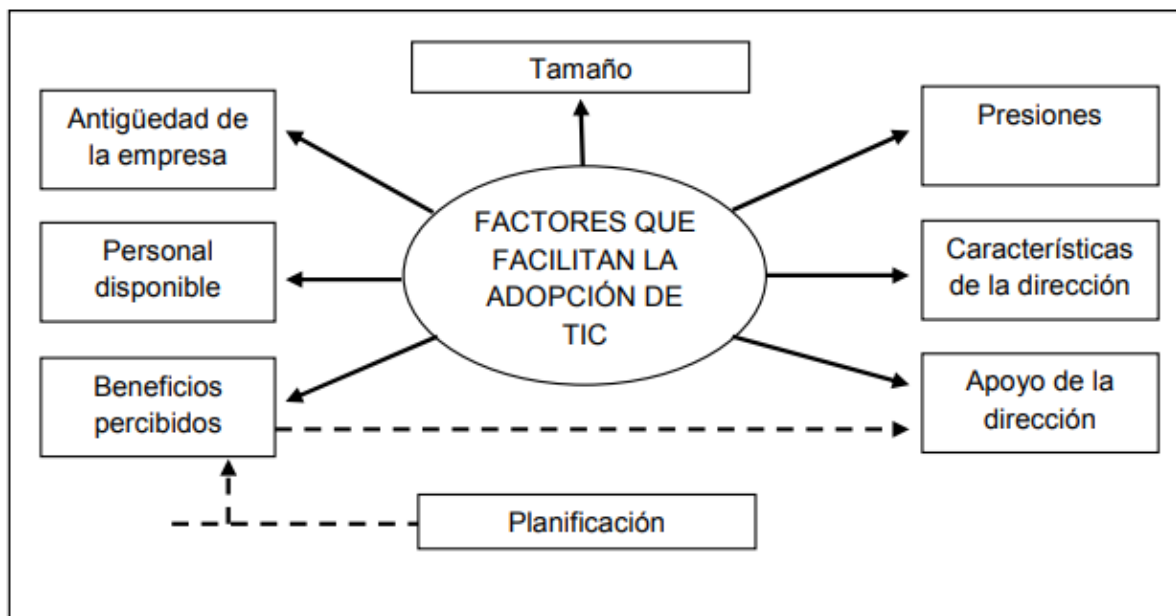 Tamaño
Antigüedad de
la empresa
Presiones
FACTORES QUE
FACILITAN LA
ADOPCIÓN DE
TIC
Personal
disponible
Características
de la dirección
Beneficios
percibidos
Apoyo de la
dirección
Planificación